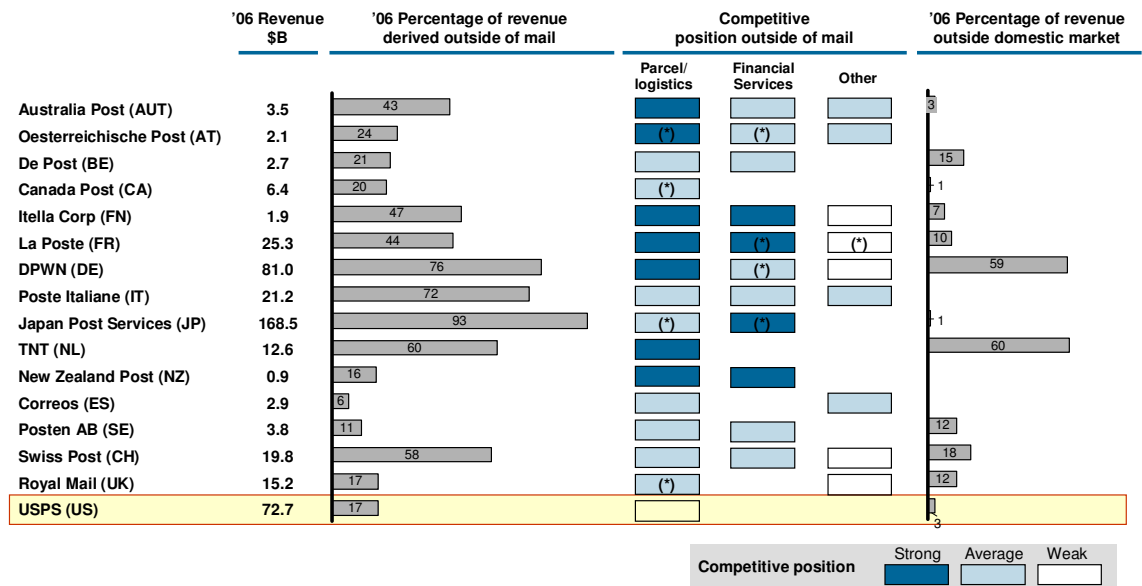 '06 Revenue '06 Percentage of revenue Competitive '06 Percentage of revenue
$B derived outside of mail position outside of mail outside domestic market
Parcel/ Financial
logistics Services Other
Australia Post (AUT) 3.5 43 3
Oesterreichische Post (AT) 2.1 24 (*) (*)
De Post (BE) 2.7 21 15
Canada Post (CA) 6.4 20 (*) 1
Itella Corp (FN) 1.9 47 7
La Poste (FR) 25.3 44 (*) (*) 10
DPWN (DE) 81.0 76 (*) 59
Poste Italiane (IT) 21.2 72
Japan Post Services (JP) 168.5 93 (*) (*) 1
TNT (NL) 12.6 60 60
New Zealand Post (NZ) 0.9 16
Correos (ES) 2.9 6
Posten AB (SE) 3.8 11 12
Swiss Post (CH) 19.8 58 18
Royal Mail (UK) 15.2 17 (*) 12
USPS (US) 72.7 17 3
Competitive position Strong Average Weak